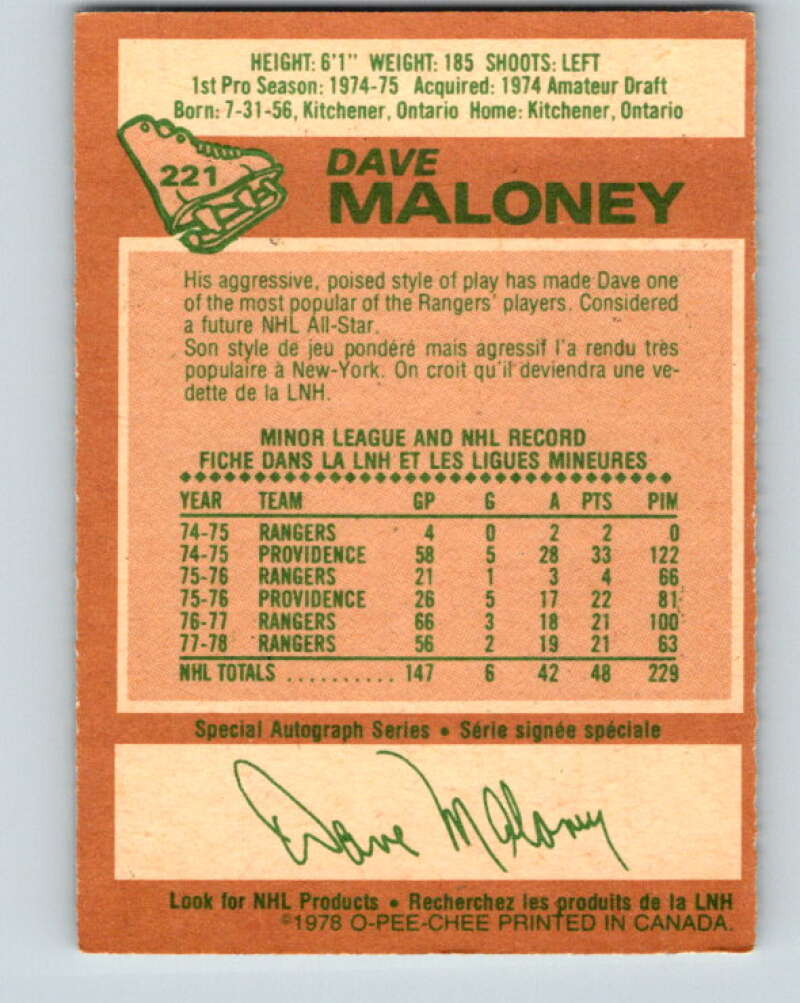 HEIGHT: 6'1" WEIGHT: 185 SHOOTS: LEFT
1st Pro Season: 1974-75 Acquired: 1974 Amateur Draft
Born: 7-31-56, Kitchener, Ontario Home: Kitchener, Ontario
221
DAVE
MALONEY
His aggressive, poised style of play has made Dave one
of the most popular of the Rangers' players. Considered
a future NHL All-Star.
Son style de jeu pondéré mais agressif l'a rendu très
populaire à New-York. On croit qu'il deviendra une ve-
dette de la LNH.
MINOR LEAGUE AND NHL RECORD
FICHE DANS LA LNH ET LES LIGUES MINEURES
YEAR TEAM GP G A PTS PIM
74-75 RANGERS 4 0 2 2 0
74-75 PROVIDENCE 58 5 28 33 122
75-76 RANGERS 21 1 3 4 66
75-76 PROVIDENCE 26 5 17 22 81
76-77 RANGERS 66 3 18 21 100
77-78 RANGERS 56 2 19 21 63
NHL TOTALS .......... 147 6 42 48 229
Special Autograph Series • Série signée spéciale
Dave Maloney
Look for NHL Products • Recherchez les produits de la LNH
©1978 O-PEE-CHEE PRINTED IN CANADA.